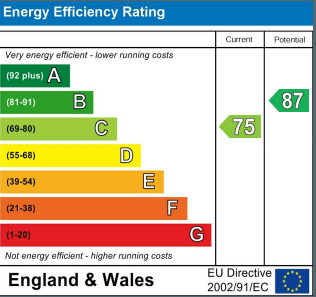 Energy Efficiency Rating
Current Potential
Very energy efficient - lower running costs
(92 plus) A
(81-91) B
87
(69-80) C
75
(55-68) D
(39-54) E
(21-38) F
(1-20) G
Not energy efficient - higher running costs
England & Wales
EU Directive
2002/91/EC